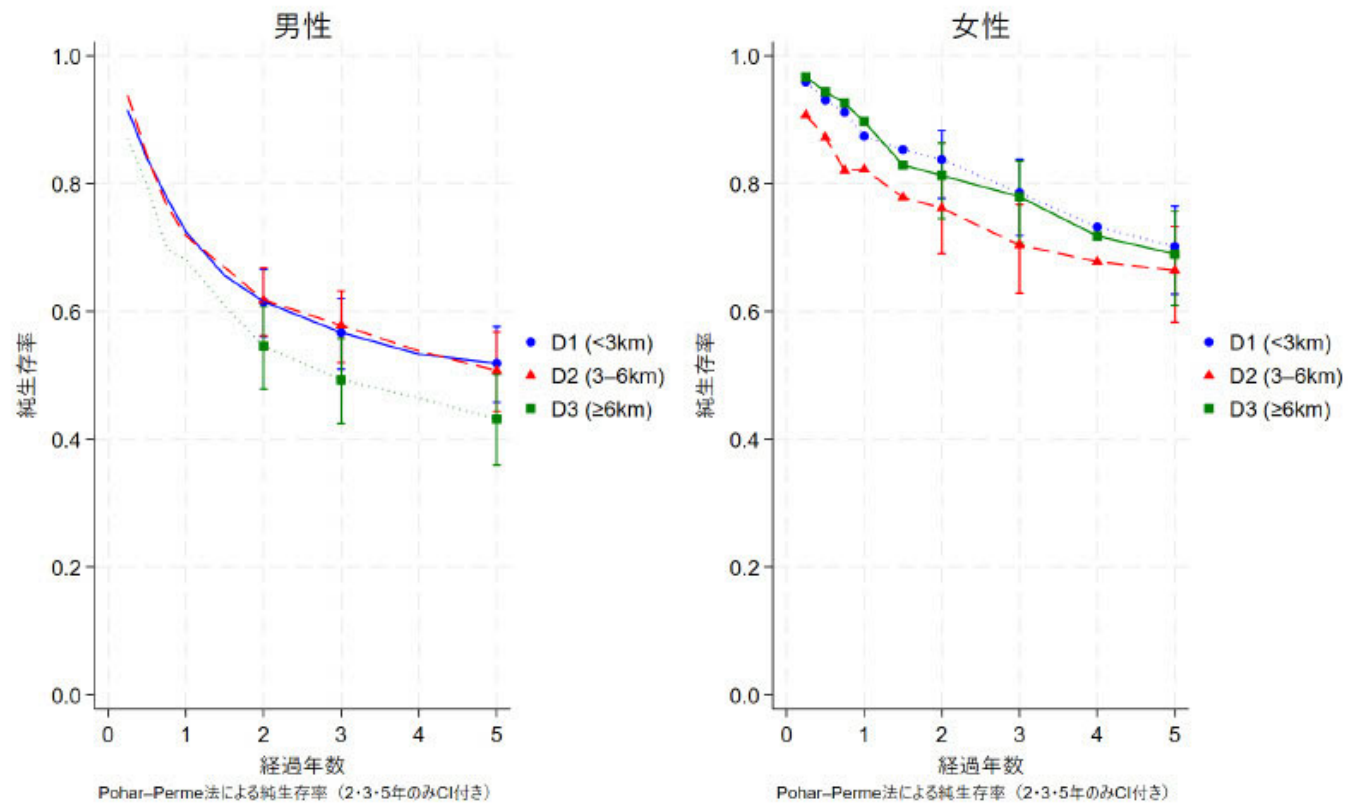 男性
1.0
0.8
0.6
0.4
0.2
0.0
純生存率
0 1 2 3 4 5
経過年数
Pohar–Perme法による純生存率（2・3・5年のみCI付き）
D1 (<3km)
D2 (3–6km)
D3 (≥6km)
女性
1.0
0.8
0.6
0.4
0.2
0.0
純生存率
0 1 2 3 4 5
経過年数
Pohar–Perme法による純生存率（2・3・5年のみCI付き）
D1 (<3km)
D2 (3–6km)
D3 (≥6km)